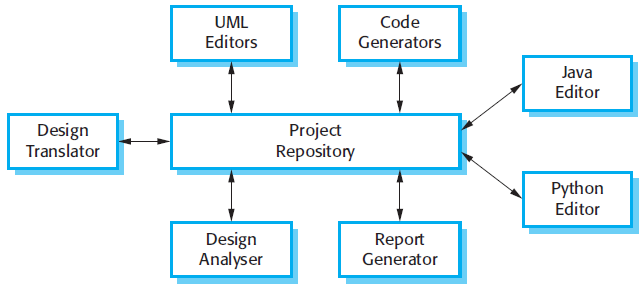 UML
Editors
Code
Generators
Java
Editor
Design
Translator
Project
Repository
Python
Editor
Design
Analyser
Report
Generator